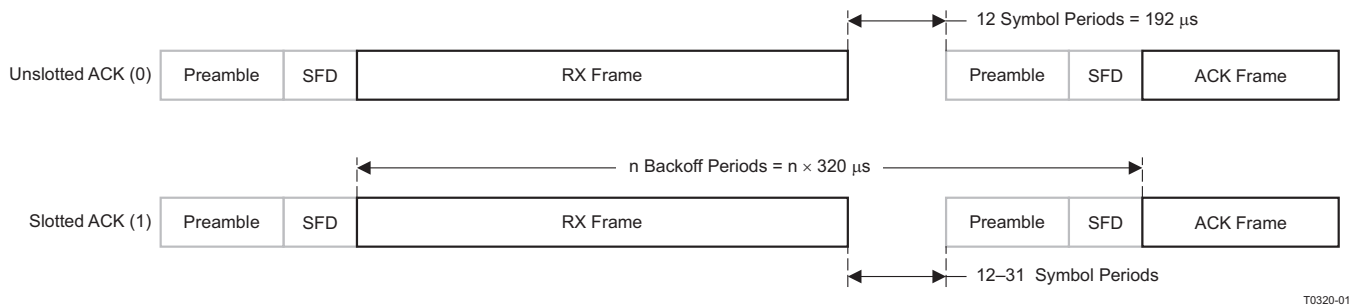 12 Symbol Periods = 192 μs
Unslotted ACK (0) Preamble SFD RX Frame Preamble SFD ACK Frame
n Backoff Periods = n × 320 μs
Slotted ACK (1) Preamble SFD RX Frame Preamble SFD ACK Frame
12–31 Symbol Periods
T0320-01